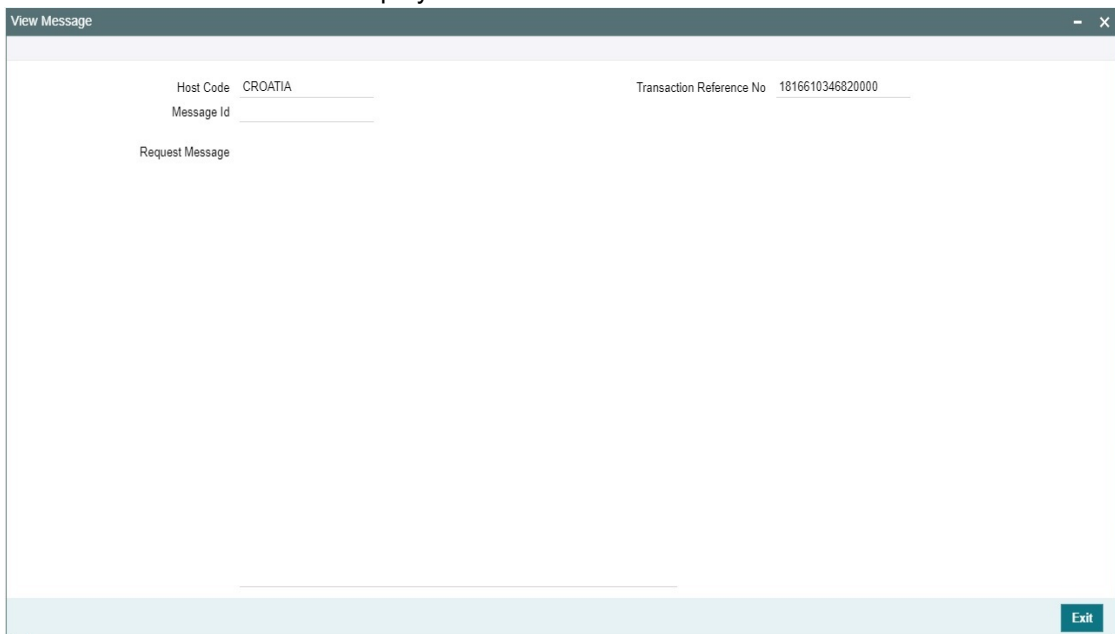 View Message
Host Code CROATIA Transaction Reference No 1816610346820000
Message Id
Request Message
Exit